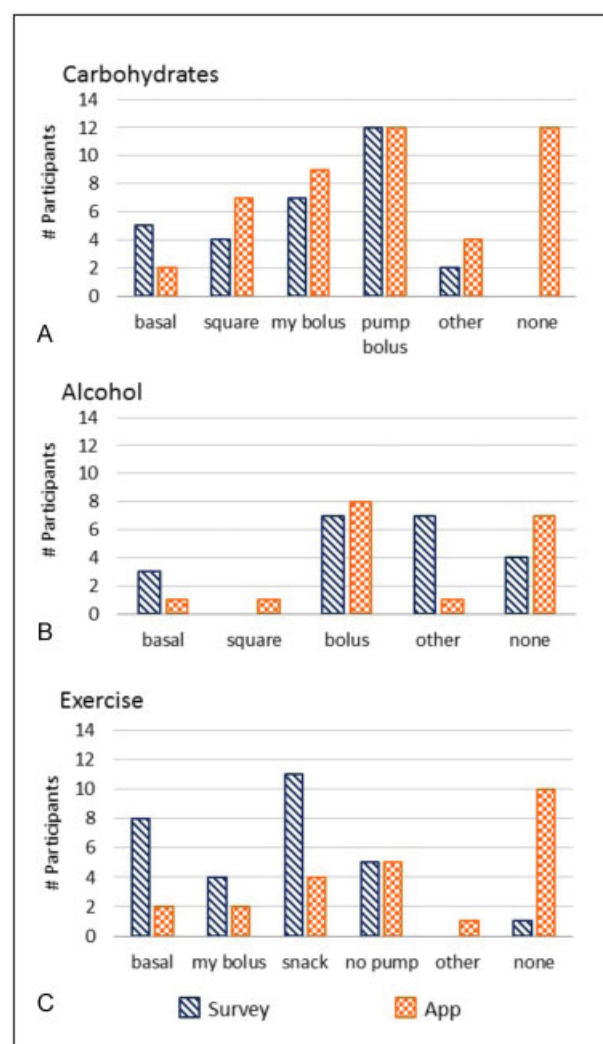 Carbohydrates
# Participants
14
12
10
8
6
4
2
0
basal square my bolus pump bolus other none
A
Alcohol
# Participants
14
12
10
8
6
4
2
0
basal square bolus other none
B
Exercise
# Participants
14
12
10
8
6
4
2
0
basal my bolus snack no pump other none
C
Survey App